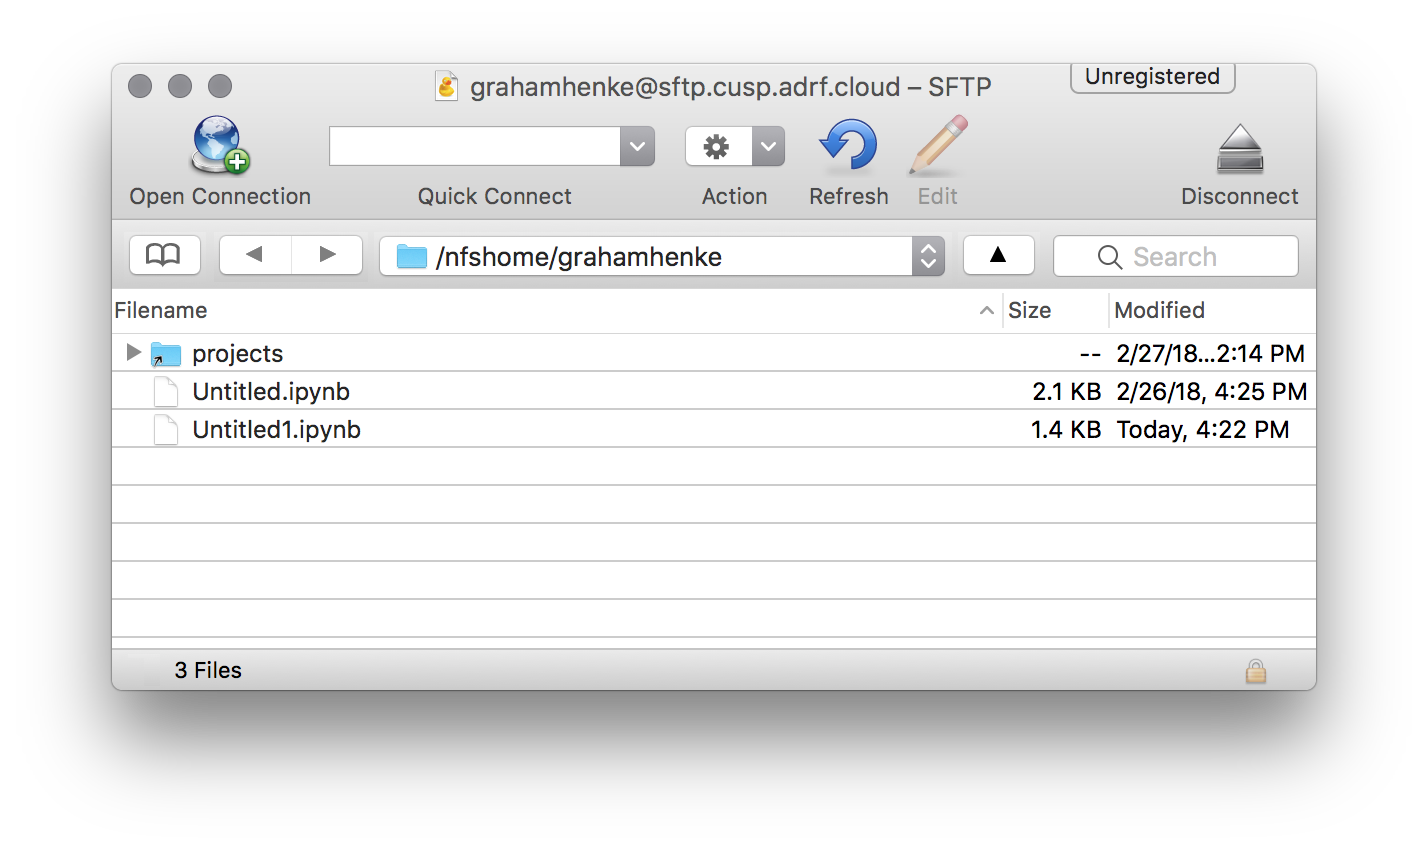 grahamhenke@sftp.cusp.adrf.cloud – SFTP
Unregistered
Open Connection
Quick Connect
Action
Refresh
Edit
Disconnect
/nfshome/grahamhenke
Search
Filename Size Modified
projects -- 2/27/18...2:14 PM
Untitled.ipynb 2.1 KB 2/26/18, 4:25 PM
Untitled1.ipynb 1.4 KB Today, 4:22 PM
3 Files